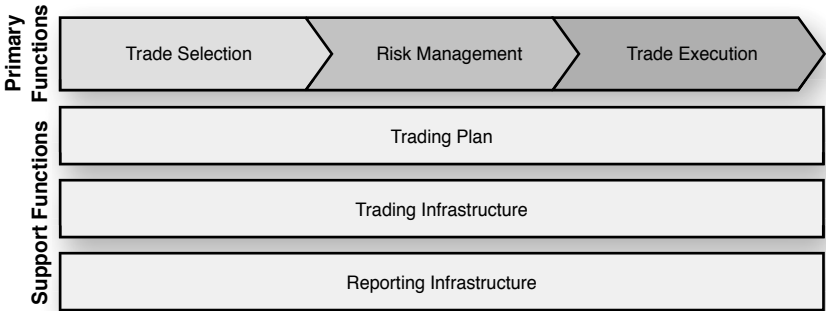 Primary
Functions
Trade Selection
Risk Management
Trade Execution
Support Functions
Trading Plan
Trading Infrastructure
Reporting Infrastructure